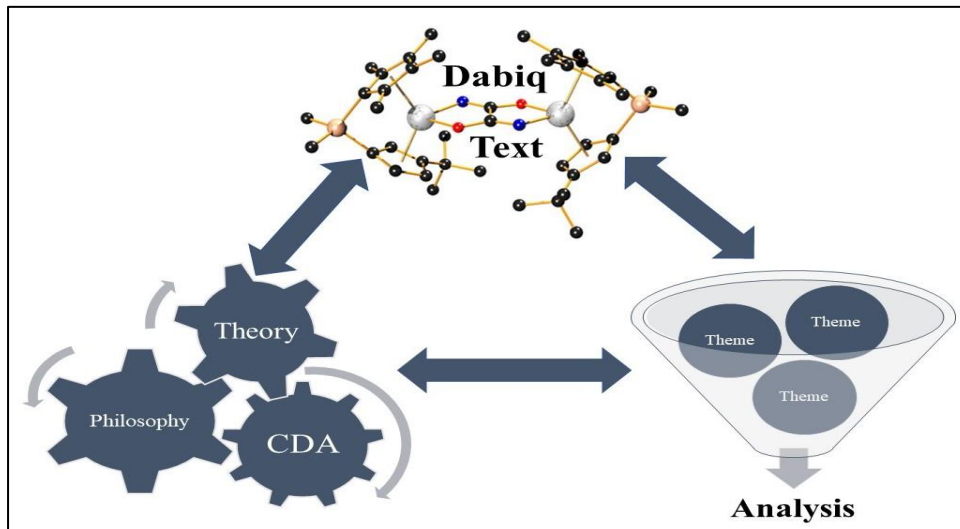 Dabiq
Text
Theory
Philosophy
CDA
Theme
Theme
Theme
Analysis